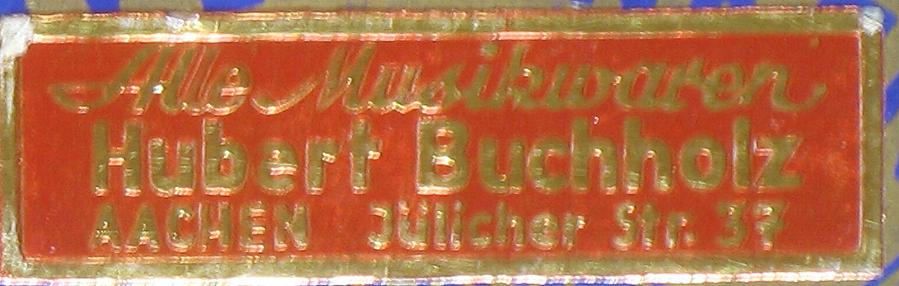 Alle Musikwaren
Hubert Buchholz
AACHEN Jülicher Str. 37